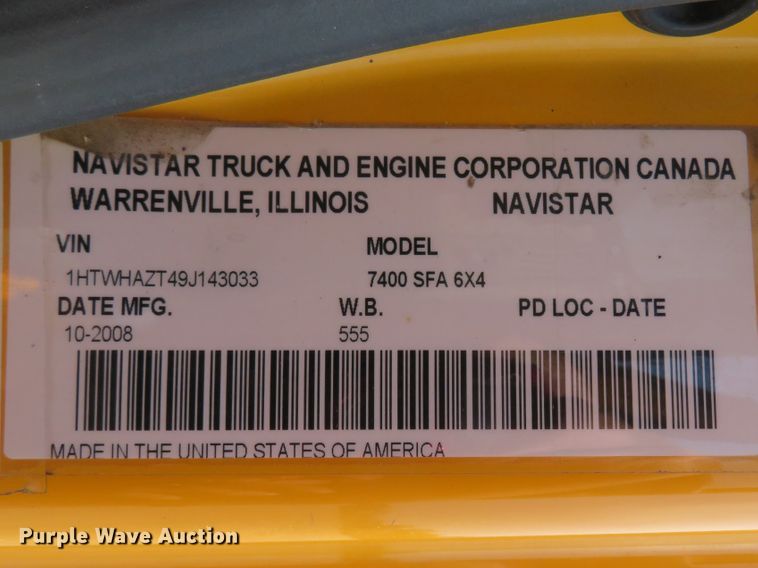 NAVISTAR TRUCK AND ENGINE CORPORATION CANADA
WARRENVILLE, ILLINOIS NAVISTAR
VIN MODEL
1HTWHAZT49J143033 7400 SFA 6X4
DATE MFG. W.B. PD LOC - DATE
10-2008 555
MADE IN THE UNITED STATES OF AMERICA
Purple Wave Auction